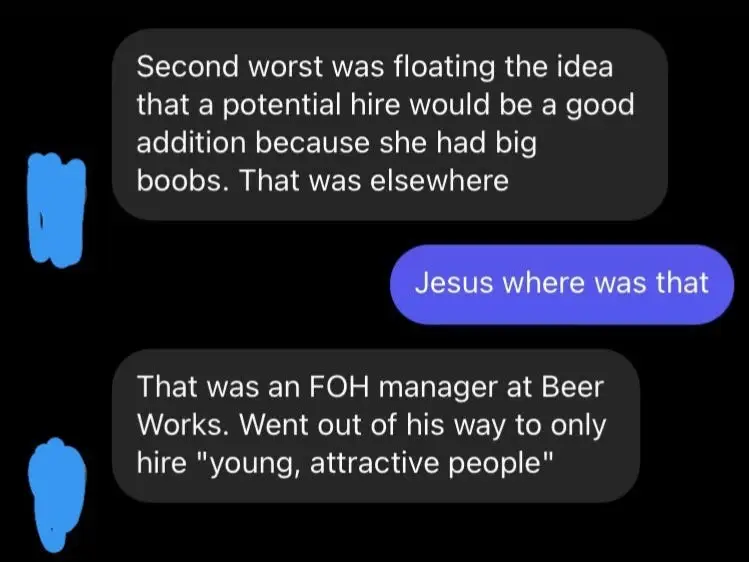 Second worst was floating the idea
that a potential hire would be a good
addition because she had big
boobs. That was elsewhere
Jesus where was that
That was an FOH manager at Beer
Works. Went out of his way to only
hire "young, attractive people"